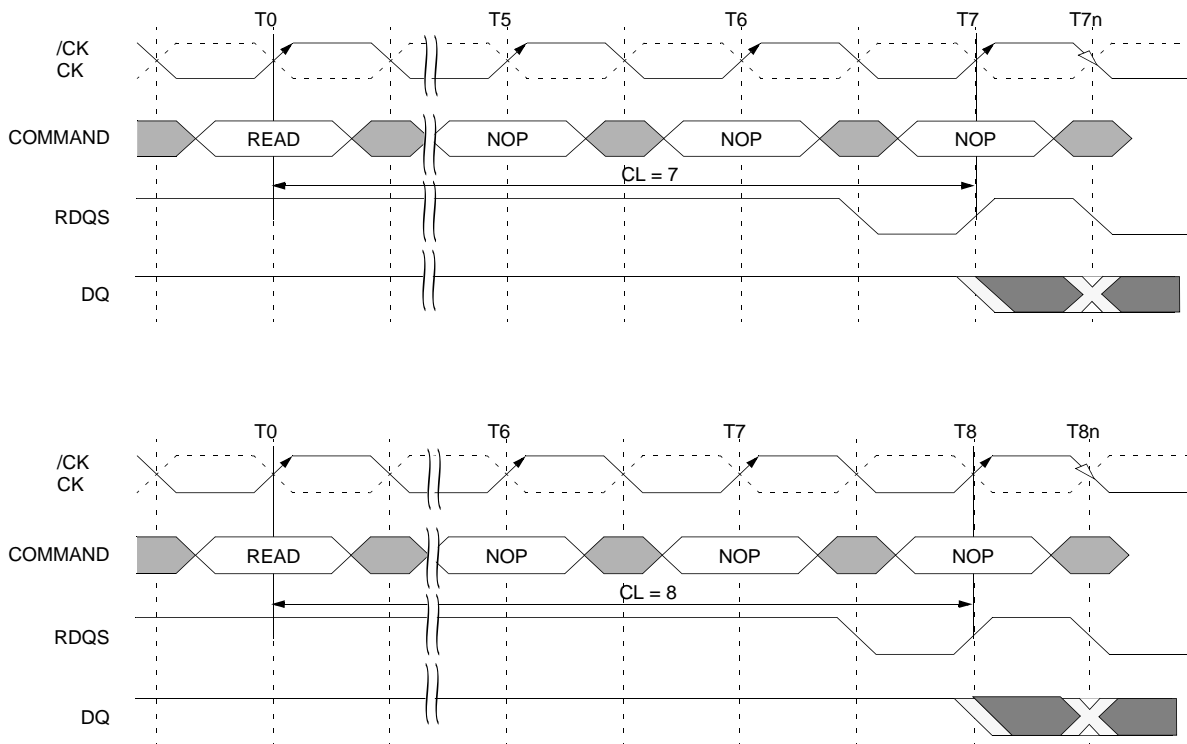 T0 T5 T6 T7 T7n
/CK
CK
COMMAND READ NOP NOP NOP
CL = 7
RDQS
DQ
T0 T6 T7 T8 T8n
/CK
CK
COMMAND READ NOP NOP NOP
CL = 8
RDQS
DQ